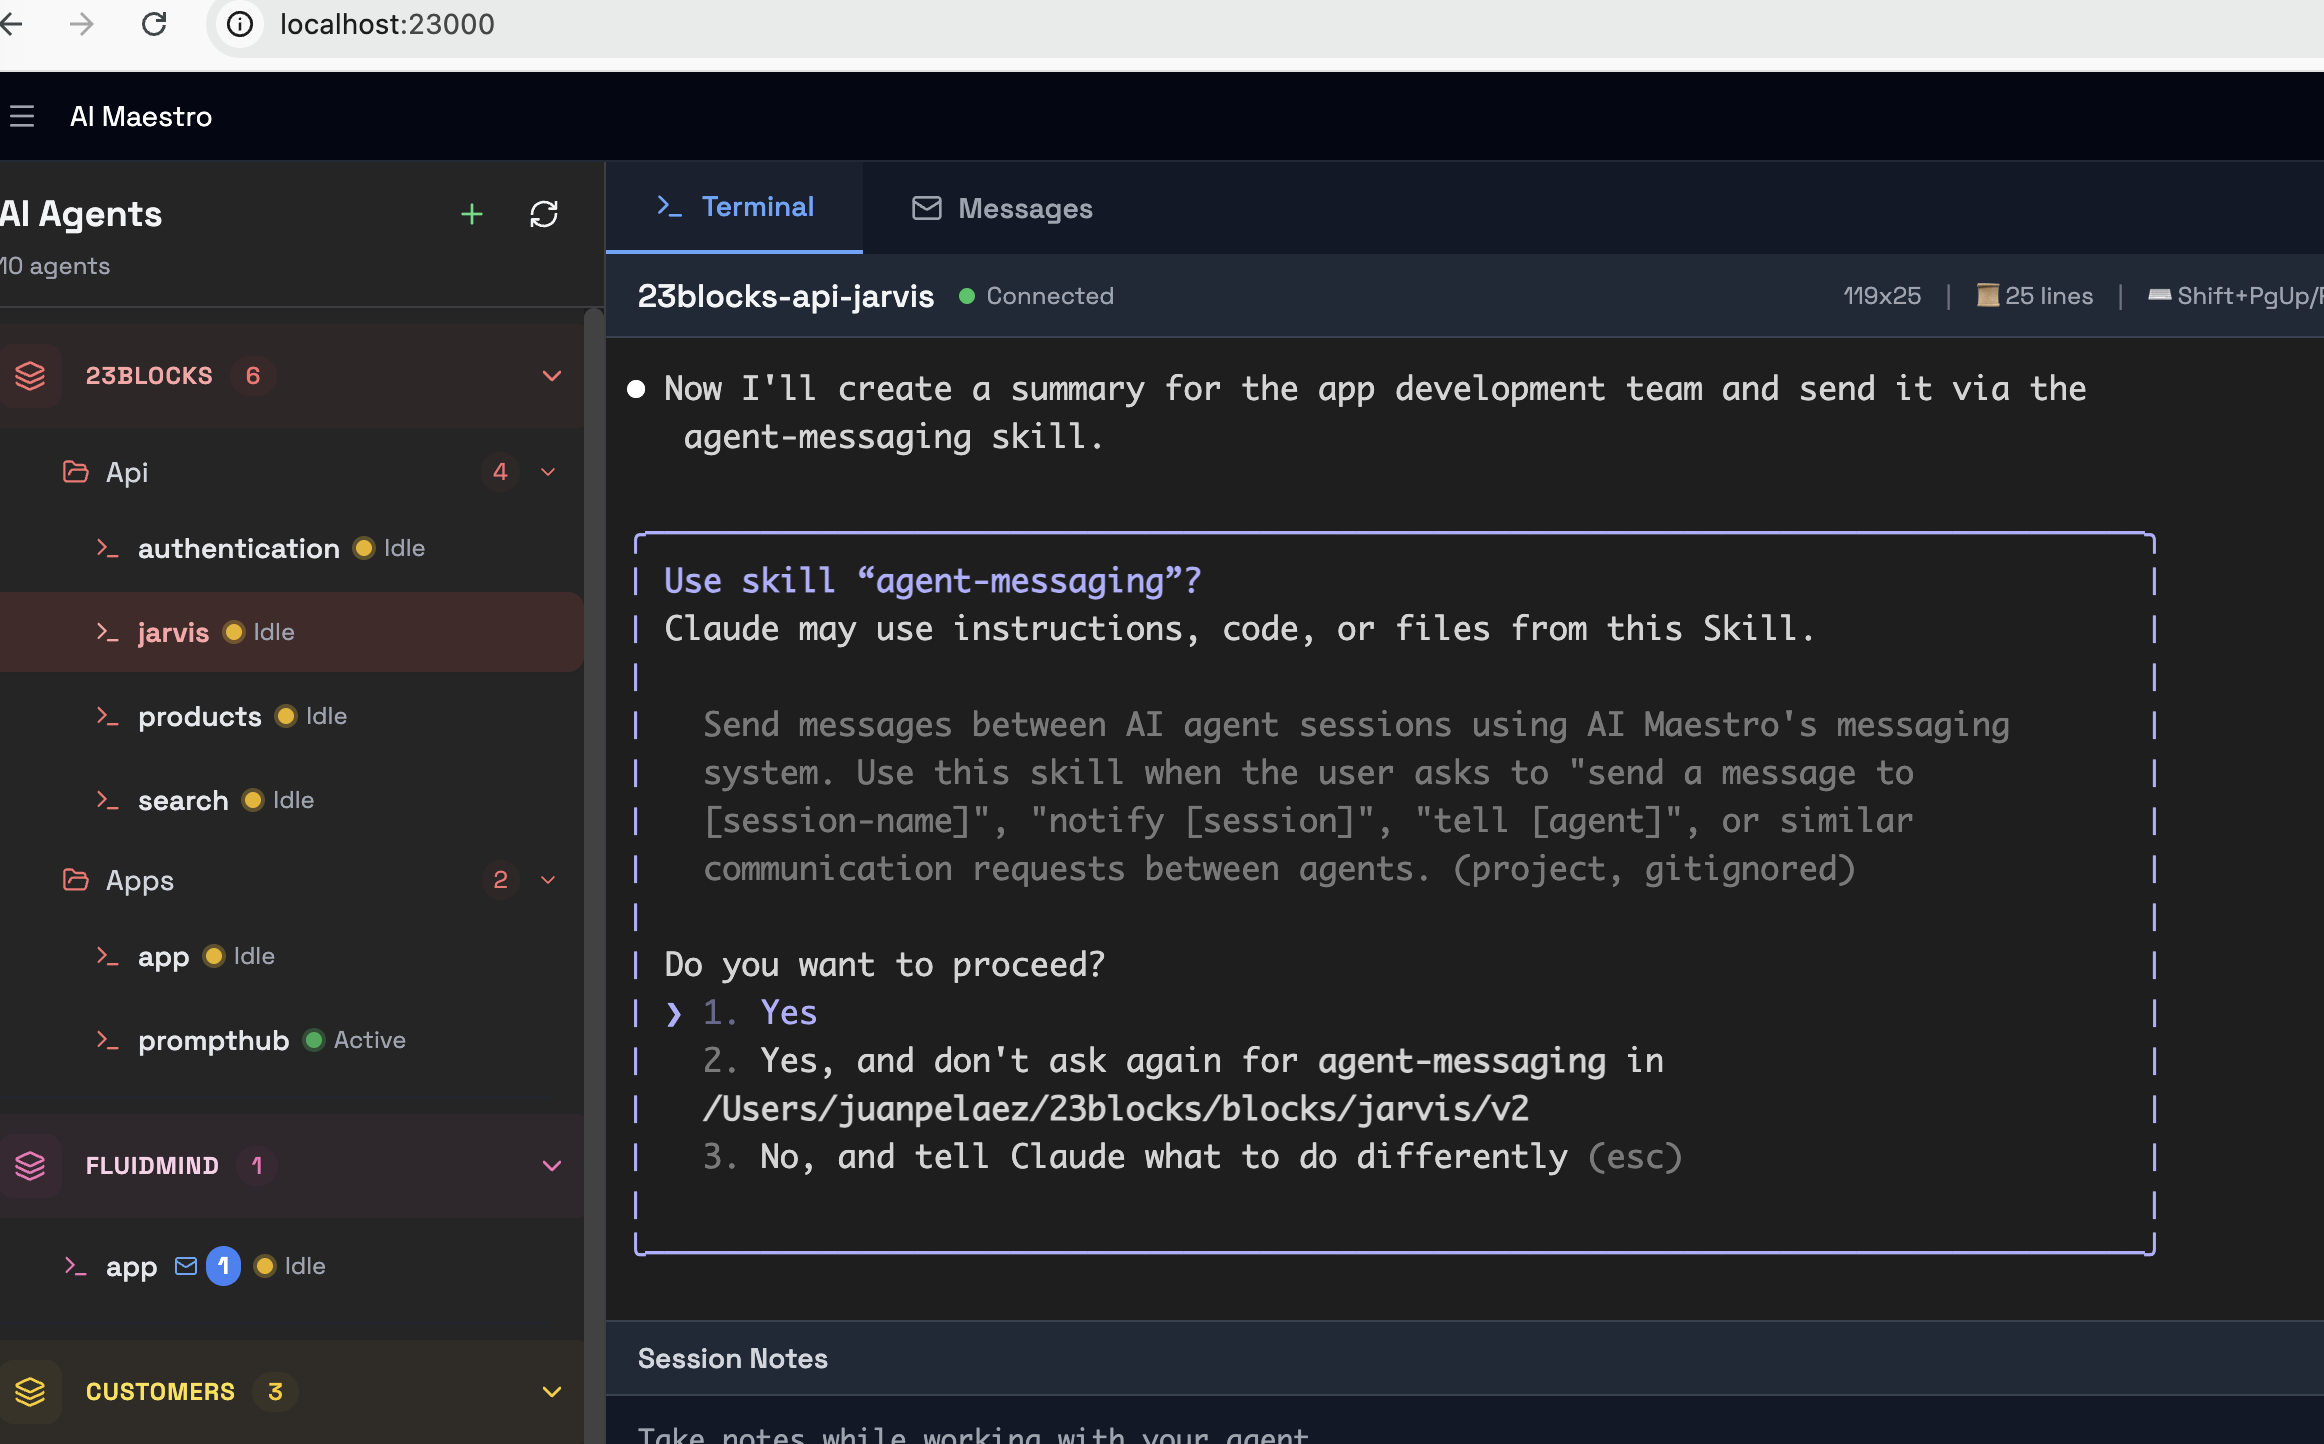 localhost:23000
AI Maestro
AI Agents
10 agents
23BLOCKS 6
Api 4
authentication Idle
jarvis Idle
products Idle
search Idle
Apps 2
app Idle
prompthub Active
FLUIDMIND 1
app 1 Idle
CUSTOMERS 3
Terminal
Messages
23blocks-api-jarvis Connected
119x25 | 25 lines | Shift+PgUp/
Now I'll create a summary for the app development team and send it via the
agent-messaging skill.
Use skill “agent-messaging”?
Claude may use instructions, code, or files from this Skill.
Send messages between AI agent sessions using AI Maestro's messaging
system. Use this skill when the user asks to "send a message to
[session-name]", "notify [session]", "tell [agent]", or similar
communication requests between agents. (project, gitignored)
Do you want to proceed?
❯ 1. Yes
2. Yes, and don't ask again for agent-messaging in
/Users/juanpelaez/23blocks/blocks/jarvis/v2
3. No, and tell Claude what to do differently (esc)
Session Notes
Take notes while working with your agent